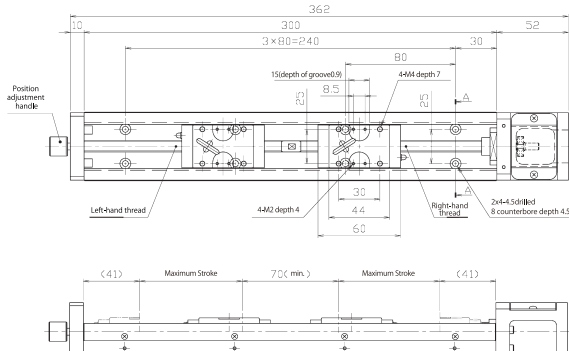 362
10
300
52
3×80=240
30
80
15(depth of groove0.9)
4-M4 depth 7
8.5
A
25
25
Position
adjustment
handle
Left-hand thread
4-M2 depth 4
30
44
60
Right-hand
thread
A
2x4-4.5drilled
8 counterbore depth 4.5
(41)
Maximum Stroke
70( min. )
Maximum Stroke
(41)